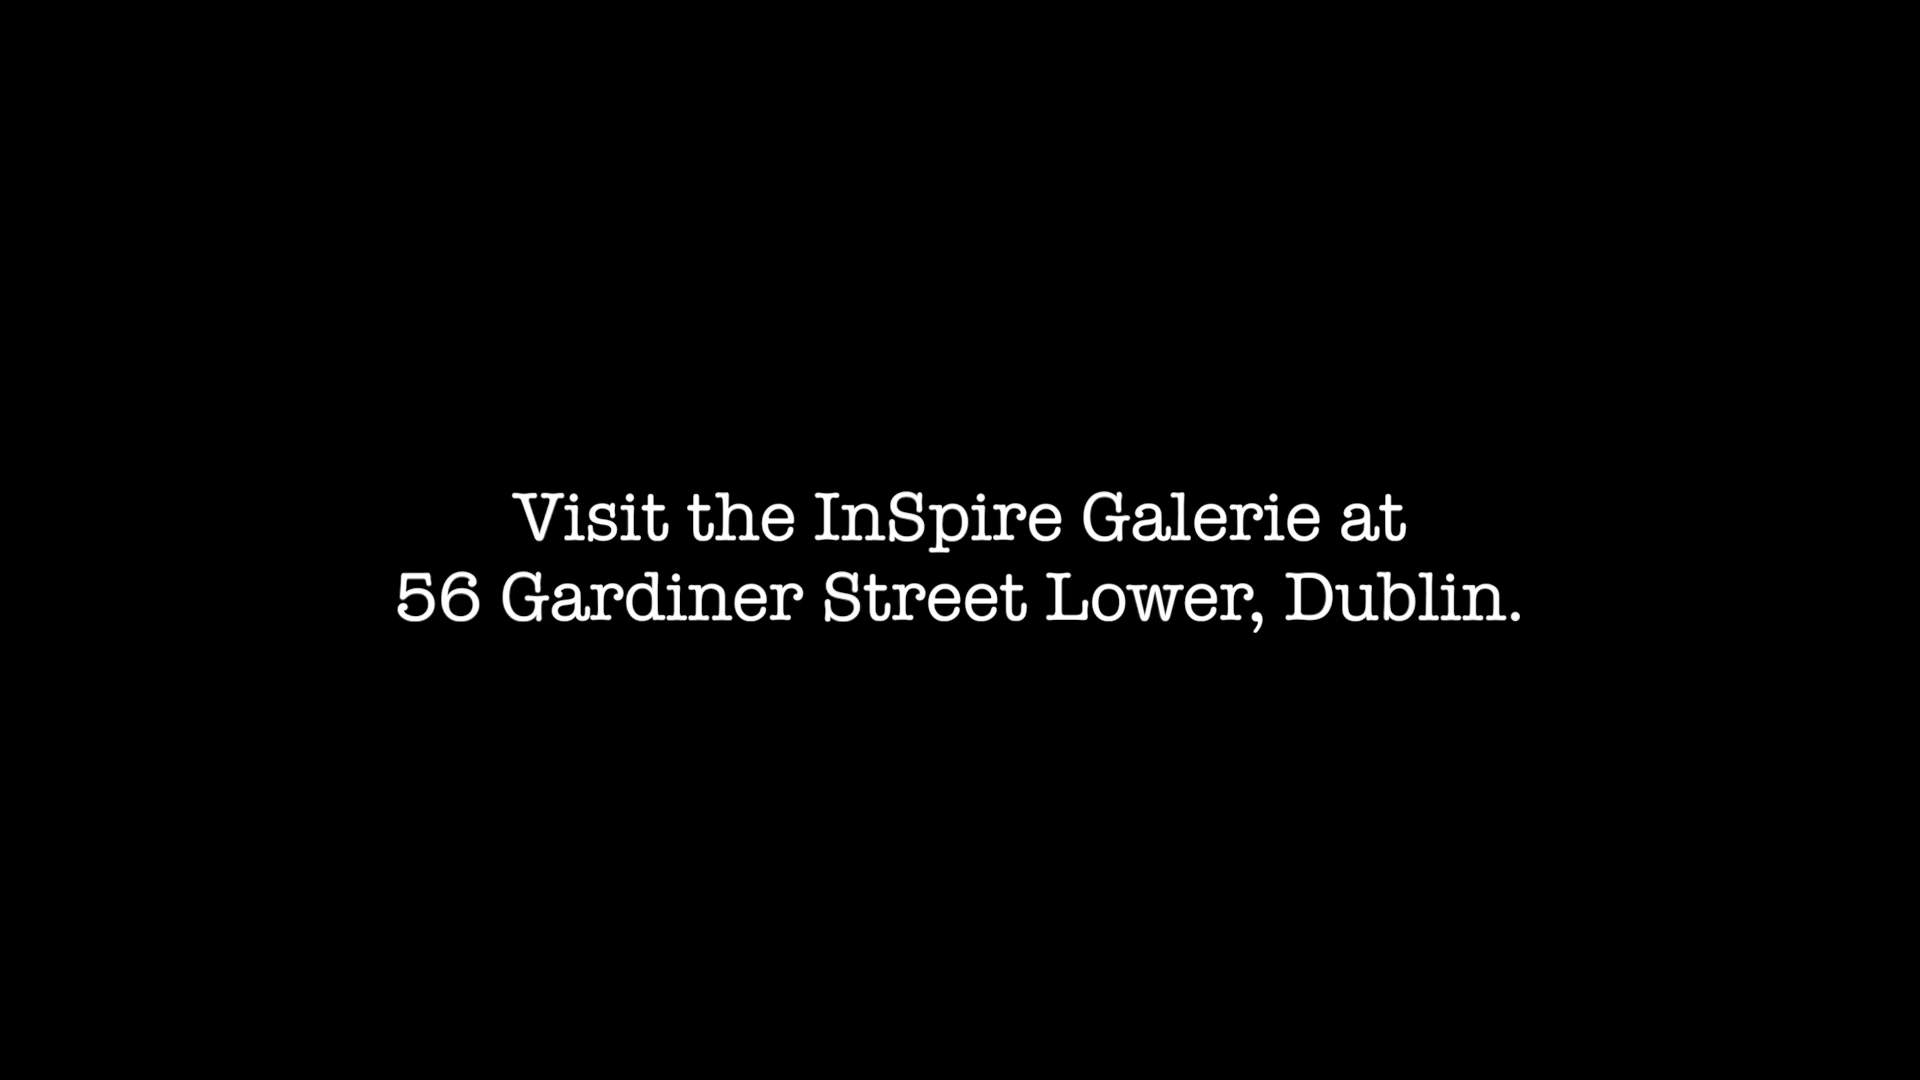 Visit the InSpire Galerie at
56 Gardiner Street Lower, Dublin.